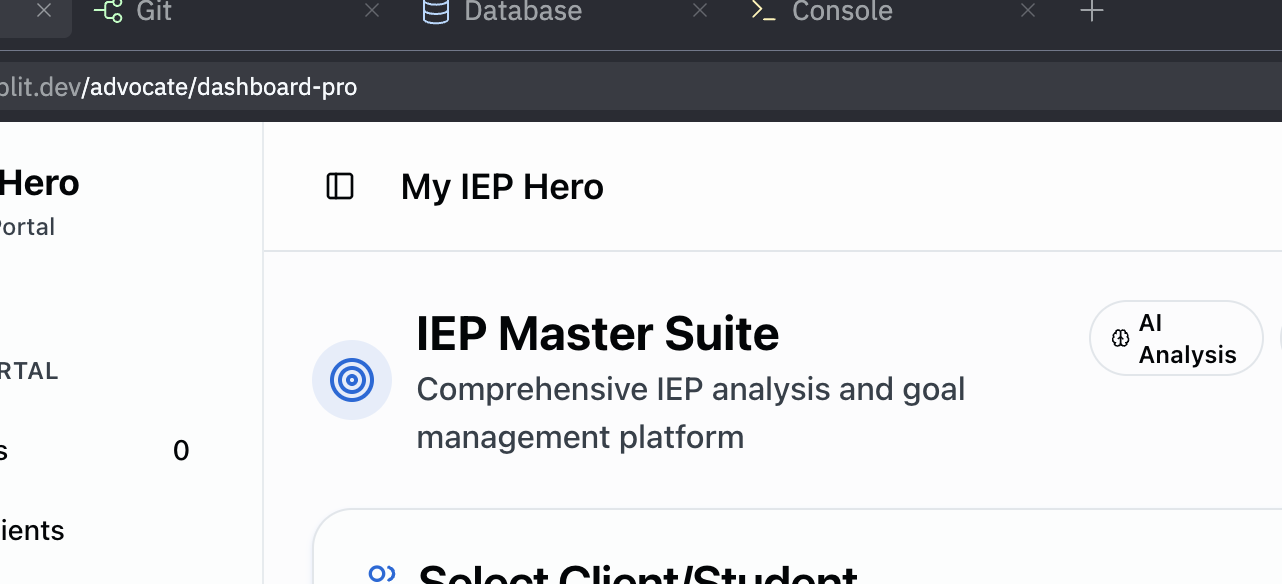 Git
Database
Console
plit.dev/advocate/dashboard-pro
Hero
Portal
My IEP Hero
IEP Master Suite
Comprehensive IEP analysis and goal
management platform
AI
Analysis
RTAL
s
0
ients
Select Client/Student